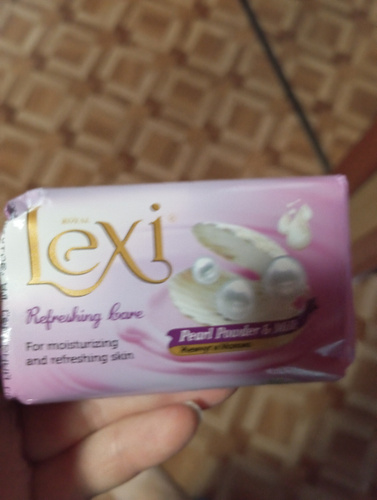 Lexi
Refreshing Care
For moisturizing
and refreshing skin
Pearl Powder & Milk